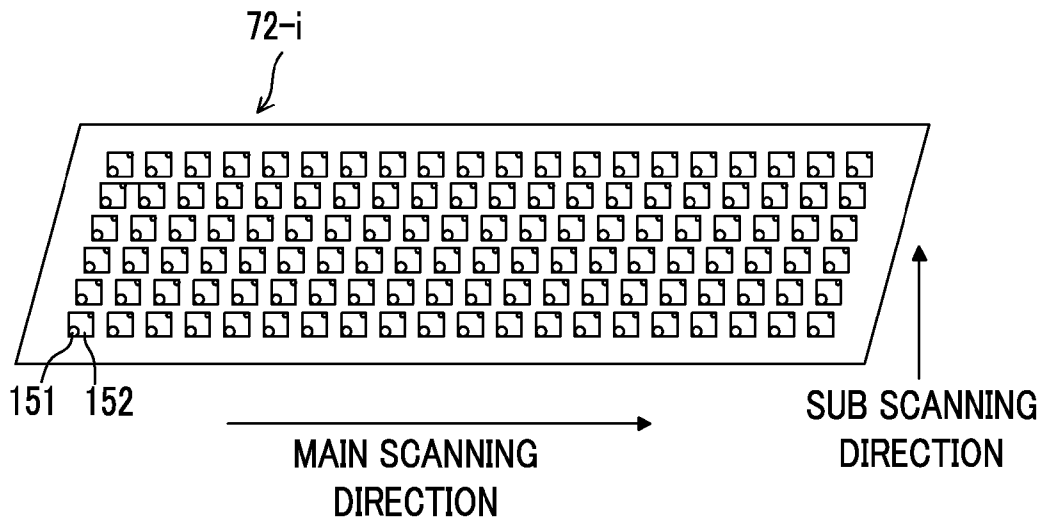 72-i
151 152
SUB SCANNING
DIRECTION
MAIN SCANNING
DIRECTION